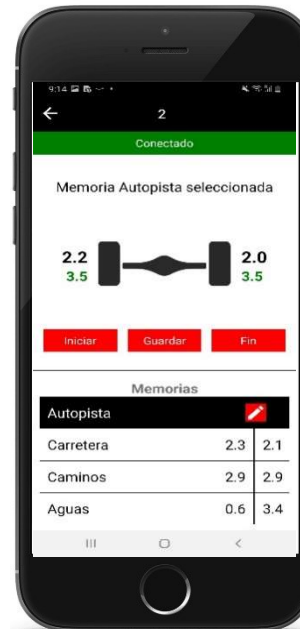 9:14
2
Conectado
Memoria Autopista seleccionada
2.2 2.0
3.5 3.5
Iniciar Guardar Fin
Memorias
Autopista
Carretera 2.3 2.1
Caminos 2.9 2.9
Aguas 0.6 3.4